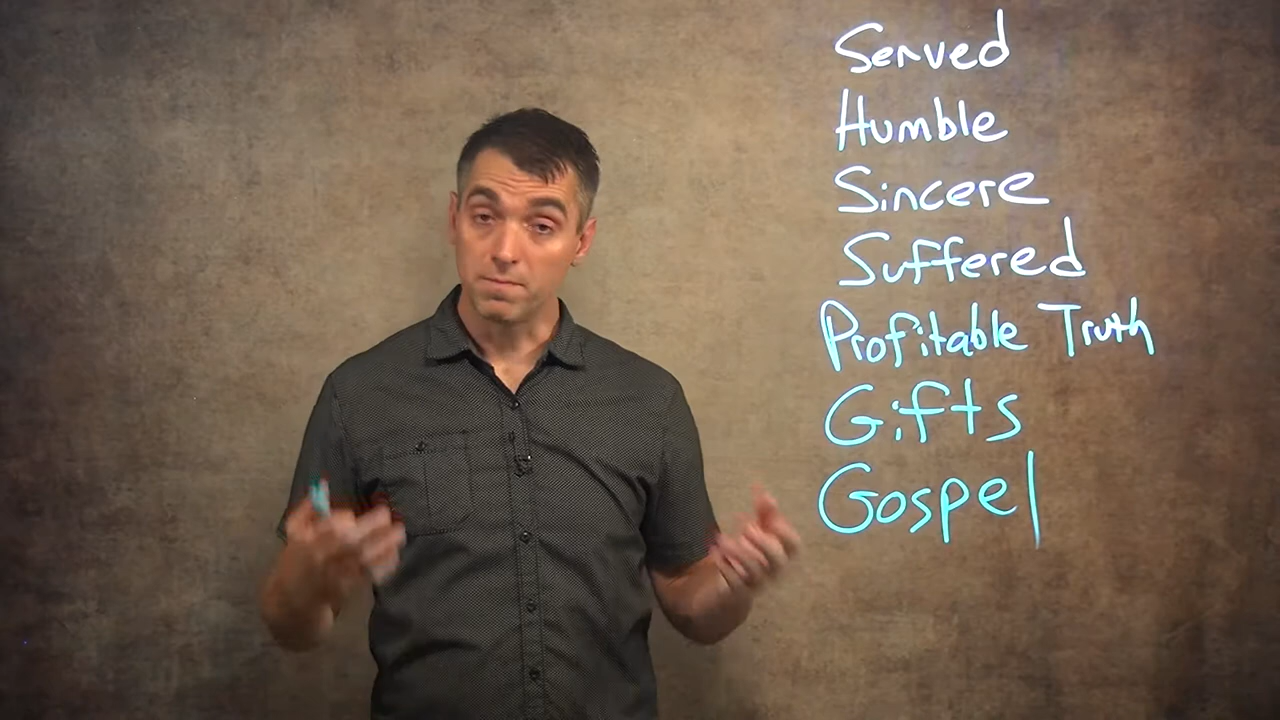 Served
Humble
Sincere
Suffered
Profitable Truth
Gifts
Gospel